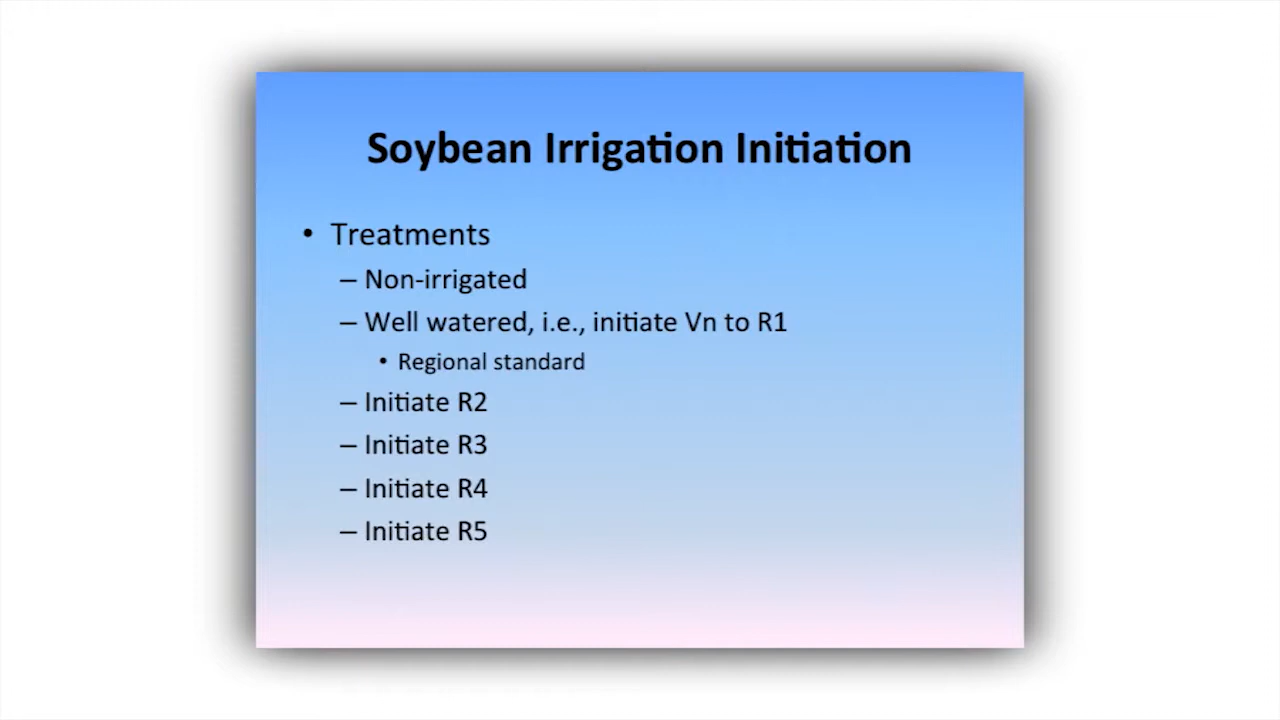 Soybean Irrigation Initiation
• Treatments
– Non-irrigated
– Well watered, i.e., initiate Vn to R1
• Regional standard
– Initiate R2
– Initiate R3
– Initiate R4
– Initiate R5